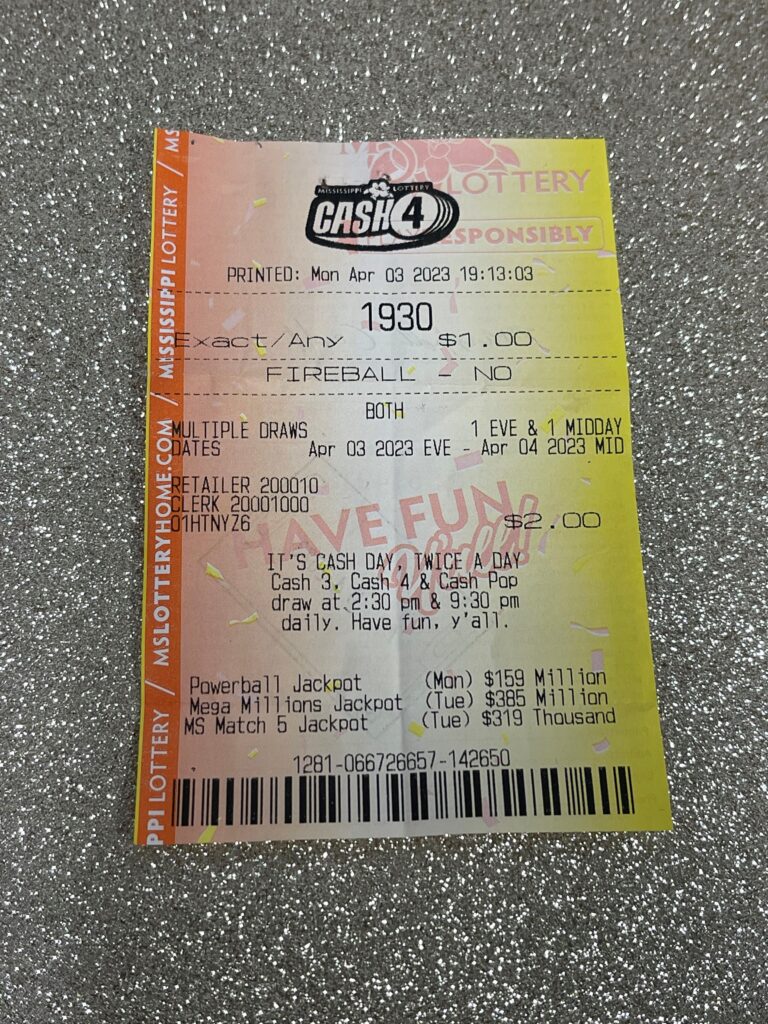 MISSISSIPPI LOTTERY
CASH 4
LOTTERY
RESPONSIBLY
PRINTED: Mon Apr 03 2023 19:13:03
1930
Exact/Any $1.00
FIREBALL - NO
BOTH
MULTIPLE DRAWS 1 EVE & 1 MIDDAY
DATES Apr 03 2023 EVE - Apr 04 2023 MID
RETAILER 200010
CLERK 20001000
01HTNYZ6 $2.00
HAVE FUN
Y'all!
IT'S CASH DAY, TWICE A DAY
Cash 3, Cash 4 & Cash Pop
draw at 2:30 pm & 9:30 pm
daily. Have fun, y'all.
Powerball Jackpot (Mon) $159 Million
Mega Millions Jackpot (Tue) $385 Million
MS Match 5 Jackpot (Tue) $319 Thousand
1281-066726657-142650
PPI LOTTERY / MSLOTTERYHOME.COM / MISSISSIPPI LOTTERY / MS